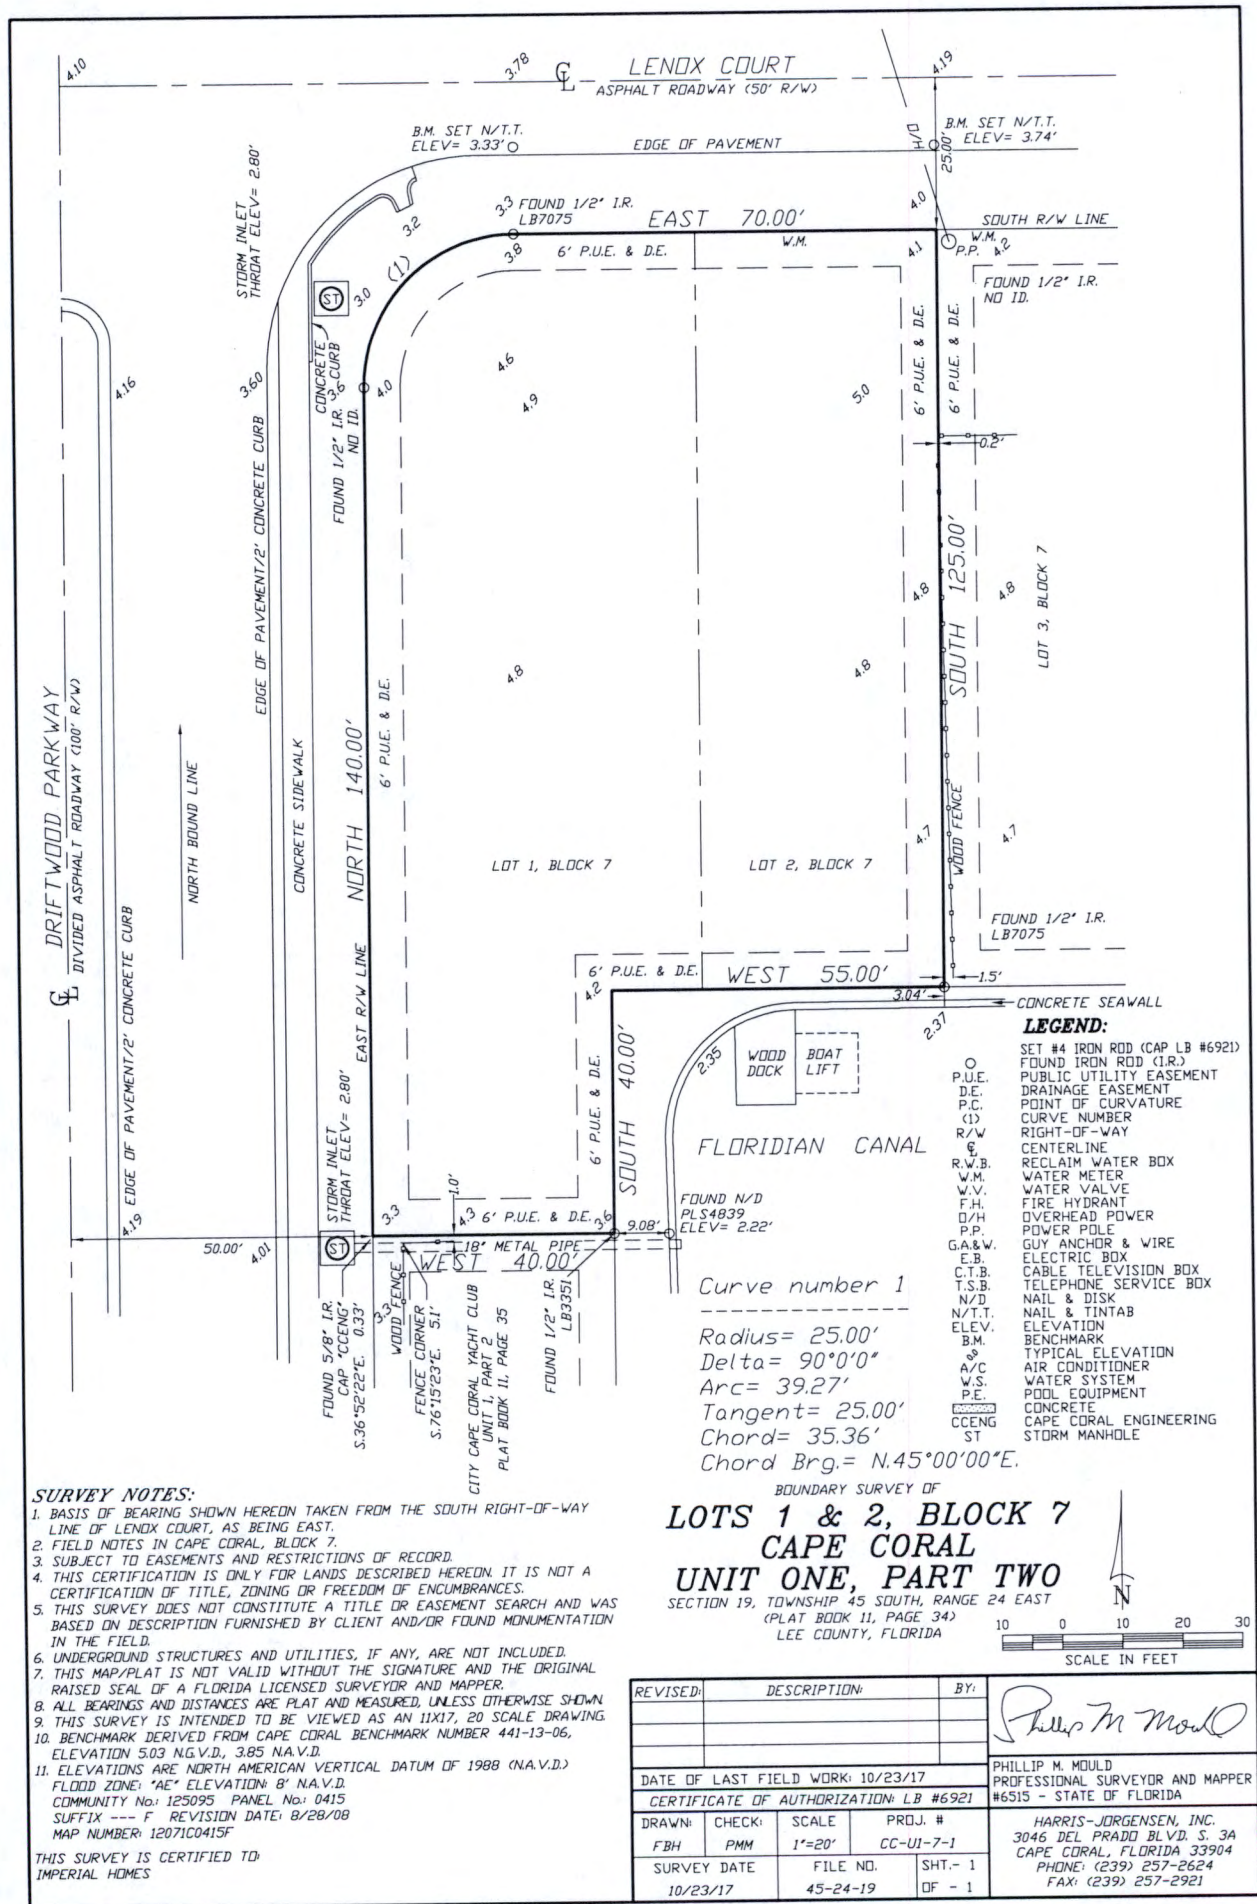 4.10
3.78
C͟L
LENOX COURT
ASPHALT ROADWAY (50' R/W)
4.19
B.M. SET N/T.T.
ELEV= 3.33'
EDGE OF PAVEMENT
O/H
B.M. SET N/T.T.
ELEV= 3.74'
25.00'
STORM INLET
THROAT ELEV= 2.80'
3.2
3.3
FOUND 1/2" I.R.
LB7075
EAST 70.00'
4.0
SOUTH R/W LINE
3.8
6' P.U.E. & D.E.
W.M.
4.1
P.P.
W.M.
4.2
(1)
ST
3.0
FOUND 1/2" I.R.
NO ID.
CONCRETE
CURB
3.60
3.6
4.0
4.16
4.6
4.9
5.0
6' P.U.E. & D.E.
6' P.U.E. & D.E.
FOUND 1/2" I.R.
NO ID.
0.2'
EDGE OF PAVEMENT/2' CONCRETE CURB
4.8
SOUTH 125.00'
4.8
LOT 3, BLOCK 7
4.8
4.8
6' P.U.E. & D.E.
C͟L DRIFTWOOD PARKWAY
DIVIDED ASPHALT ROADWAY (100' R/W)
NORTH BOUND LINE
CONCRETE SIDEWALK
NORTH 140.00'
EAST R/W LINE
LOT 1, BLOCK 7
LOT 2, BLOCK 7
4.7
WOOD FENCE
4.7
FOUND 1/2" I.R.
LB7075
EDGE OF PAVEMENT/2' CONCRETE CURB
6' P.U.E. & D.E.
4.2
WEST 55.00'
1.5'
3.04'
CONCRETE SEAWALL
2.37
2.35
WOOD
DOCK
BOAT
LIFT
6' P.U.E. & D.E.
SOUTH 40.00'
FLORIDIAN CANAL
STORM INLET
THROAT ELEV= 2.80'
1.0'
4.19
50.00'
4.01
ST
3.3
4.3
6' P.U.E. & D.E.
3.6
9.08'
FOUND N/D
PLS4839
ELEV= 2.22'
18" METAL PIPE
WEST 40.00'
FOUND 5/8" I.R.
CAP "CCENG"
S.36°52'22"E. 0.33'
3.3
WOOD FENCE
FENCE CORNER
S.76°15'23"E. 5.1'
CITY CAPE CORAL YACHT CLUB
UNIT 1, PART 2
PLAT BOOK 11, PAGE 35
FOUND 1/2" I.R.
LB3351
LEGEND:
SET #4 IRON ROD (CAP LB #6921)
FOUND IRON ROD (I.R.)
P.U.E. PUBLIC UTILITY EASEMENT
D.E. DRAINAGE EASEMENT
P.C. POINT OF CURVATURE
(1) CURVE NUMBER
R/W RIGHT-OF-WAY
C͟L CENTERLINE
R.W.B. RECLAIM WATER BOX
W.M. WATER METER
W.V. WATER VALVE
F.H. FIRE HYDRANT
O/H OVERHEAD POWER
P.P. POWER POLE
G.A.&W. GUY ANCHOR & WIRE
E.B. ELECTRIC BOX
C.T.B. CABLE TELEVISION BOX
T.S.B. TELEPHONE SERVICE BOX
N/D NAIL & DISK
N/T.T. NAIL & TINTAB
ELEV. ELEVATION
B.M. BENCHMARK
0.0 TYPICAL ELEVATION
A/C AIR CONDITIONER
W.S. WATER SYSTEM
P.E. POOL EQUIPMENT
CONCRETE
CCENG CAPE CORAL ENGINEERING
ST STORM MANHOLE
Curve number 1
Radius= 25.00'
Delta= 90°0'0"
Arc= 39.27'
Tangent= 25.00'
Chord= 35.36'
Chord Brg.= N.45°00'00"E.
SURVEY NOTES:
1. BASIS OF BEARING SHOWN HEREON TAKEN FROM THE SOUTH RIGHT-OF-WAY
LINE OF LENOX COURT, AS BEING EAST.
2. FIELD NOTES IN CAPE CORAL, BLOCK 7.
3. SUBJECT TO EASEMENTS AND RESTRICTIONS OF RECORD.
4. THIS CERTIFICATION IS ONLY FOR LANDS DESCRIBED HEREON. IT IS NOT A
CERTIFICATION OF TITLE, ZONING OR FREEDOM OF ENCUMBRANCES.
5. THIS SURVEY DOES NOT CONSTITUTE A TITLE OR EASEMENT SEARCH AND WAS
BASED ON DESCRIPTION FURNISHED BY CLIENT AND/OR FOUND MONUMENTATION
IN THE FIELD.
6. UNDERGROUND STRUCTURES AND UTILITIES, IF ANY, ARE NOT INCLUDED.
7. THIS MAP/PLAT IS NOT VALID WITHOUT THE SIGNATURE AND THE ORIGINAL
RAISED SEAL OF A FLORIDA LICENSED SURVEYOR AND MAPPER.
8. ALL BEARINGS AND DISTANCES ARE PLAT AND MEASURED, UNLESS OTHERWISE SHOWN.
9. THIS SURVEY IS INTENDED TO BE VIEWED AS AN 11X17, 20 SCALE DRAWING.
10. BENCHMARK DERIVED FROM CAPE CORAL BENCHMARK NUMBER 441-13-06,
ELEVATION 5.03 N.G.V.D., 3.85 N.A.V.D.
11. ELEVATIONS ARE NORTH AMERICAN VERTICAL DATUM OF 1988 (N.A.V.D.)
FLOOD ZONE: "AE" ELEVATION: 8' N.A.V.D.
COMMUNITY No.: 125095 PANEL No.: 0415
SUFFIX --- F REVISION DATE: 8/28/08
MAP NUMBER: 12071C0415F
THIS SURVEY IS CERTIFIED TO:
IMPERIAL HOMES
BOUNDARY SURVEY OF
LOTS 1 & 2, BLOCK 7
CAPE CORAL
UNIT ONE, PART TWO
SECTION 19, TOWNSHIP 45 SOUTH, RANGE 24 EAST
(PLAT BOOK 11, PAGE 34)
LEE COUNTY, FLORIDA
N
10 0 10 20 30
SCALE IN FEET
REVISED: DESCRIPTION: BY:
DATE OF LAST FIELD WORK: 10/23/17
CERTIFICATE OF AUTHORIZATION: LB #6921
DRAWN: CHECK: SCALE PROJ. #
FBH PMM 1"=20' CC-U1-7-1
SURVEY DATE FILE NO. SHT.- 1
10/23/17 45-24-19 OF - 1
Phillip M Mould
PHILLIP M. MOULD
PROFESSIONAL SURVEYOR AND MAPPER
#6515 - STATE OF FLORIDA
HARRIS-JORGENSEN, INC.
3046 DEL PRADO BLVD. S. 3A
CAPE CORAL, FLORIDA 33904
PHONE: (239) 257-2624
FAX: (239) 257-2921